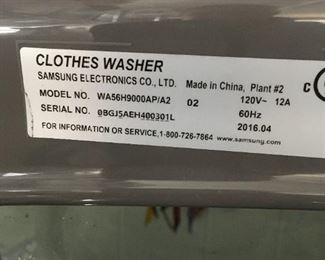 CLOTHES WASHER
SAMSUNG ELECTRONICS CO., LTD. Made in China, Plant #2
MODEL NO. WA56H9000AP/A2 02 120V~ 12A
SERIAL NO. 0BGJ5AEH400301L 60Hz
2016.04
FOR INFORMATION OR SERVICE,1-800-726-7864 www.samsung.com